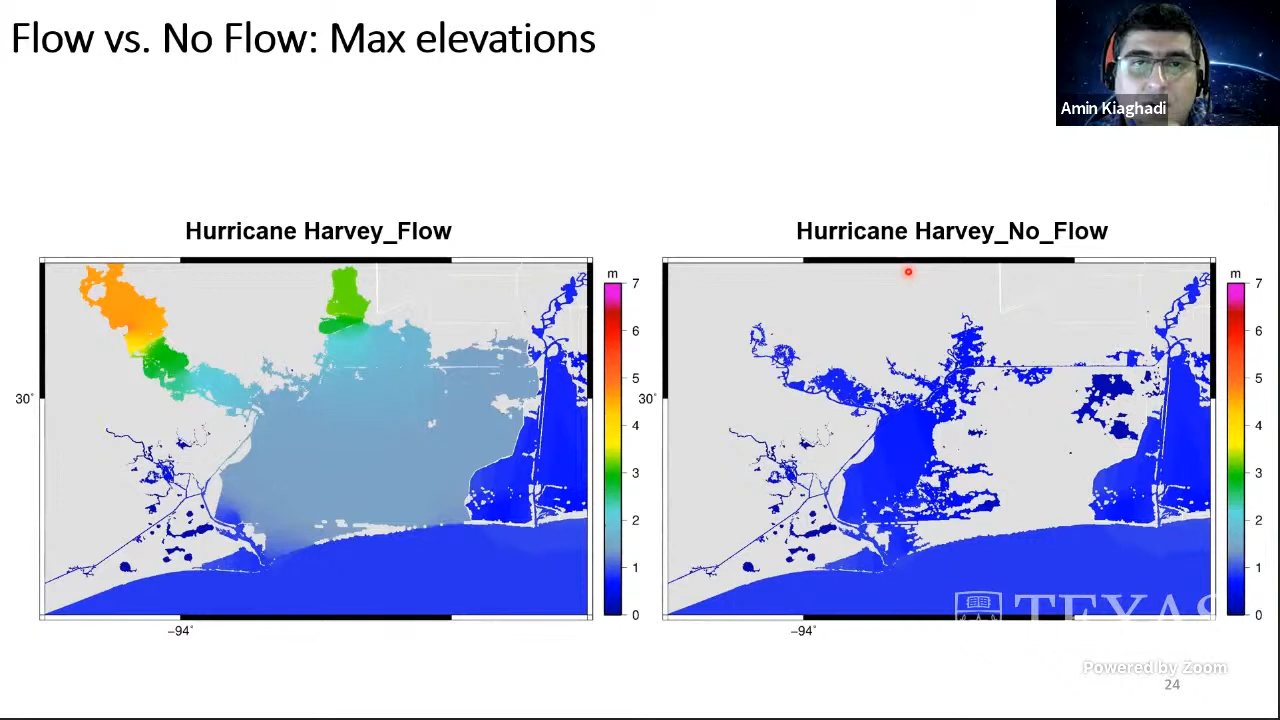 Flow vs. No Flow: Max elevations
Amin Kiaghadi
Hurricane Harvey_Flow
Hurricane Harvey_No_Flow
m
7
6
5
4
3
2
1
0
30°
−94°
m
7
6
5
4
3
2
1
0
30°
−94°
TEXAS
Powered by Zoom
24